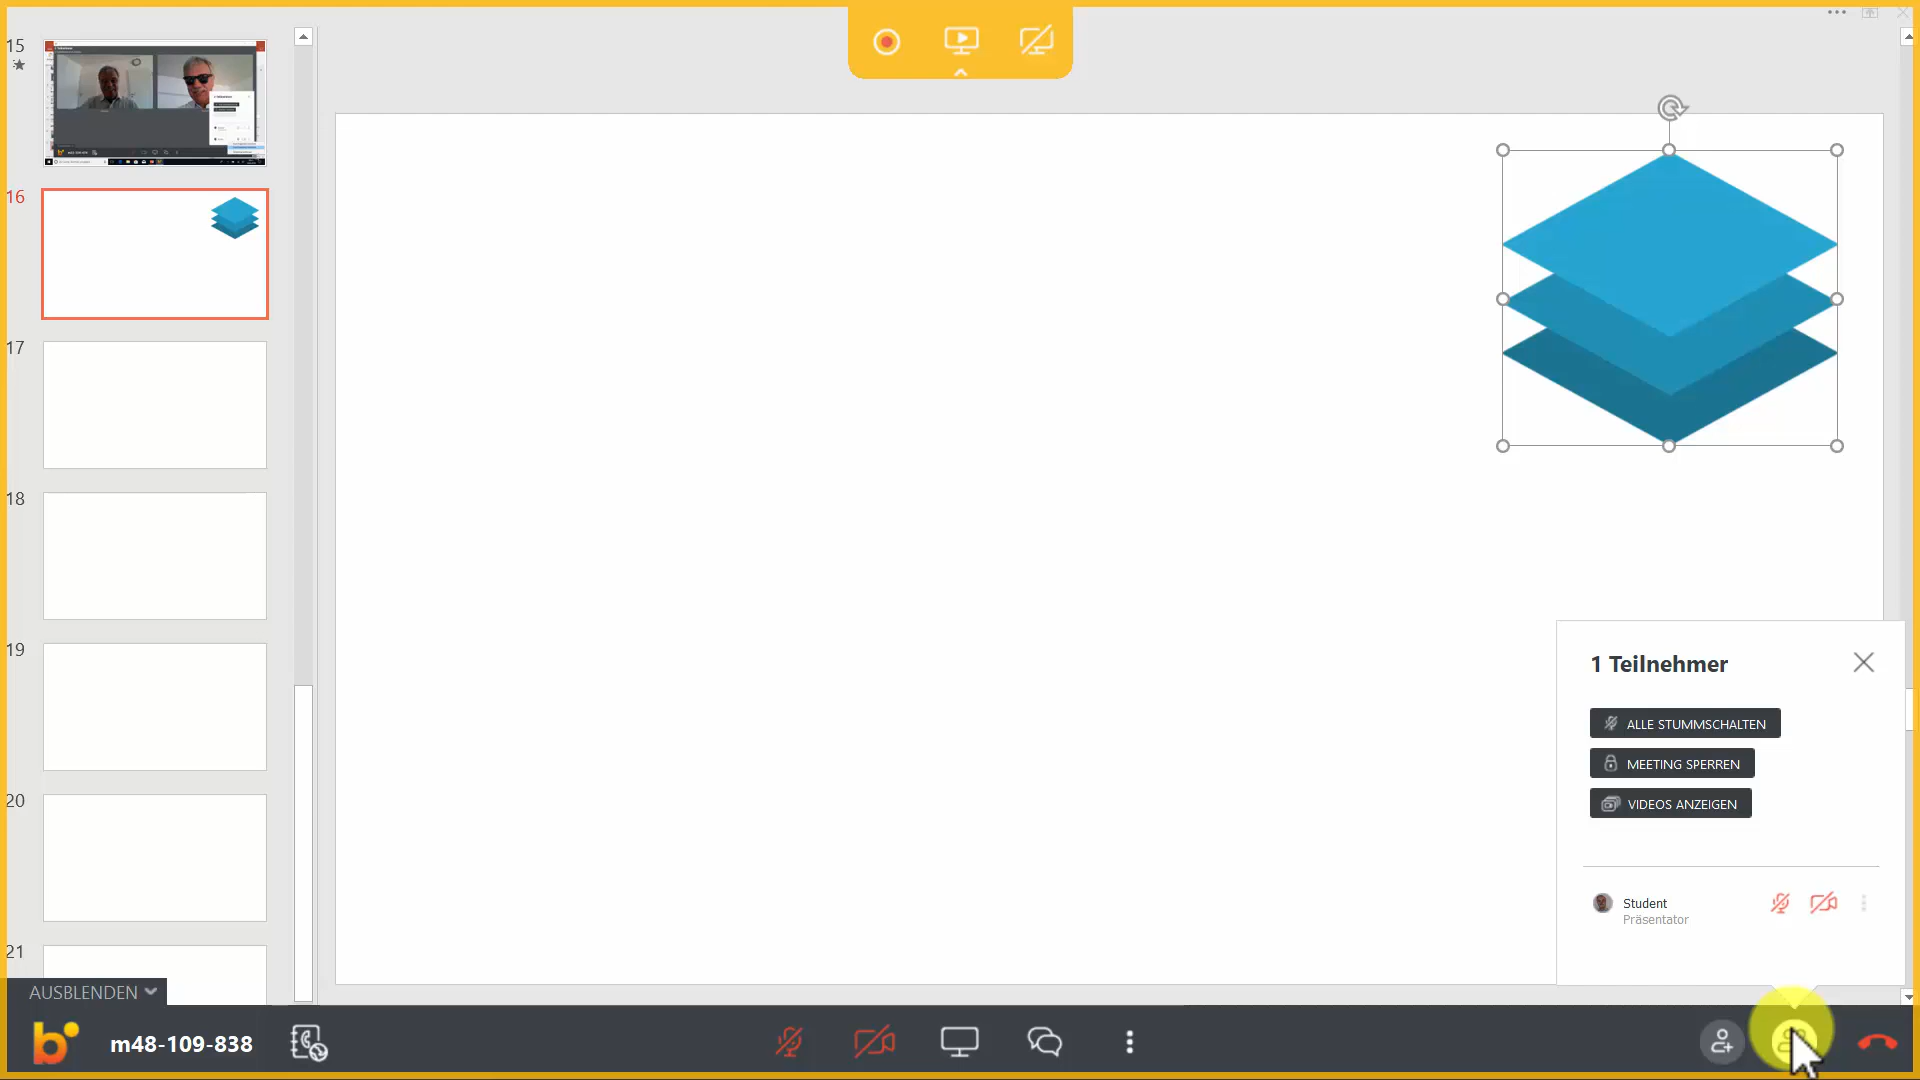 15
16
17
18
19
20
21
1 Teilnehmer
ALLE STUMMSCHALTEN
MEETING SPERREN
VIDEOS ANZEIGEN
Student
Präsentator
AUSBLENDEN
b
m48-109-838